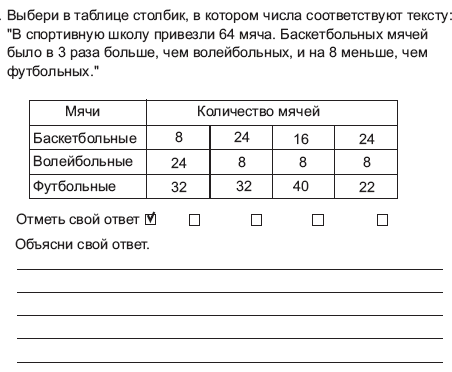 . Выбери в таблице столбик, в котором числа соответствуют тексту:
"В спортивную школу привезли 64 мяча. Баскетбольных мячей
было в 3 раза больше, чем волейбольных, и на 8 меньше, чем
футбольных."
Мячи Количество мячей
Баскетбольные 8 24 16 24
Волейбольные 24 8 8 8
Футбольные 32 32 40 22
Отметь свой ответ
Объясни свой ответ.